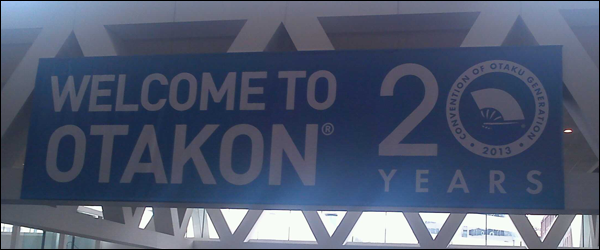 WELCOME TO
OTAKON®
20
YEARS
CONVENTION OF OTAKU GENERATION
• 2013 •